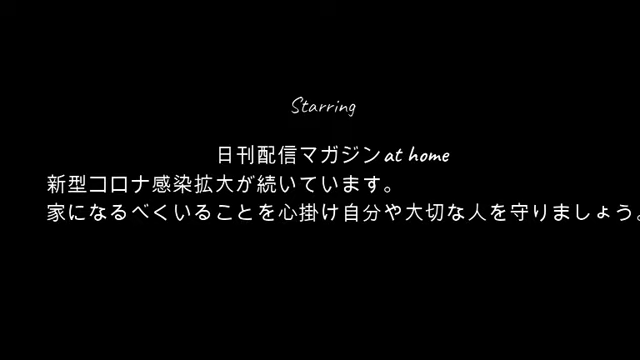 Starring
日刊配信マガジンat home
新型コロナ感染拡大が続いています。
家になるべくいることを心掛け自分や大切な人を守りましょう。